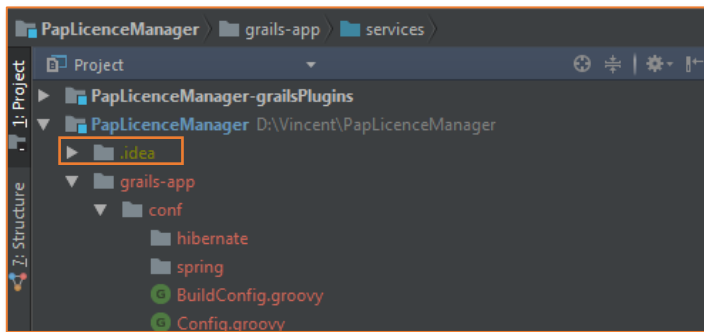 PapLicenceManager grails-app services
Project
PapLicenceManager-grailsPlugins
PapLicenceManager D:\Vincent\PapLicenceManager
.idea
grails-app
conf
hibernate
spring
BuildConfig.groovy
Config.groovy
1: Project
7: Structure